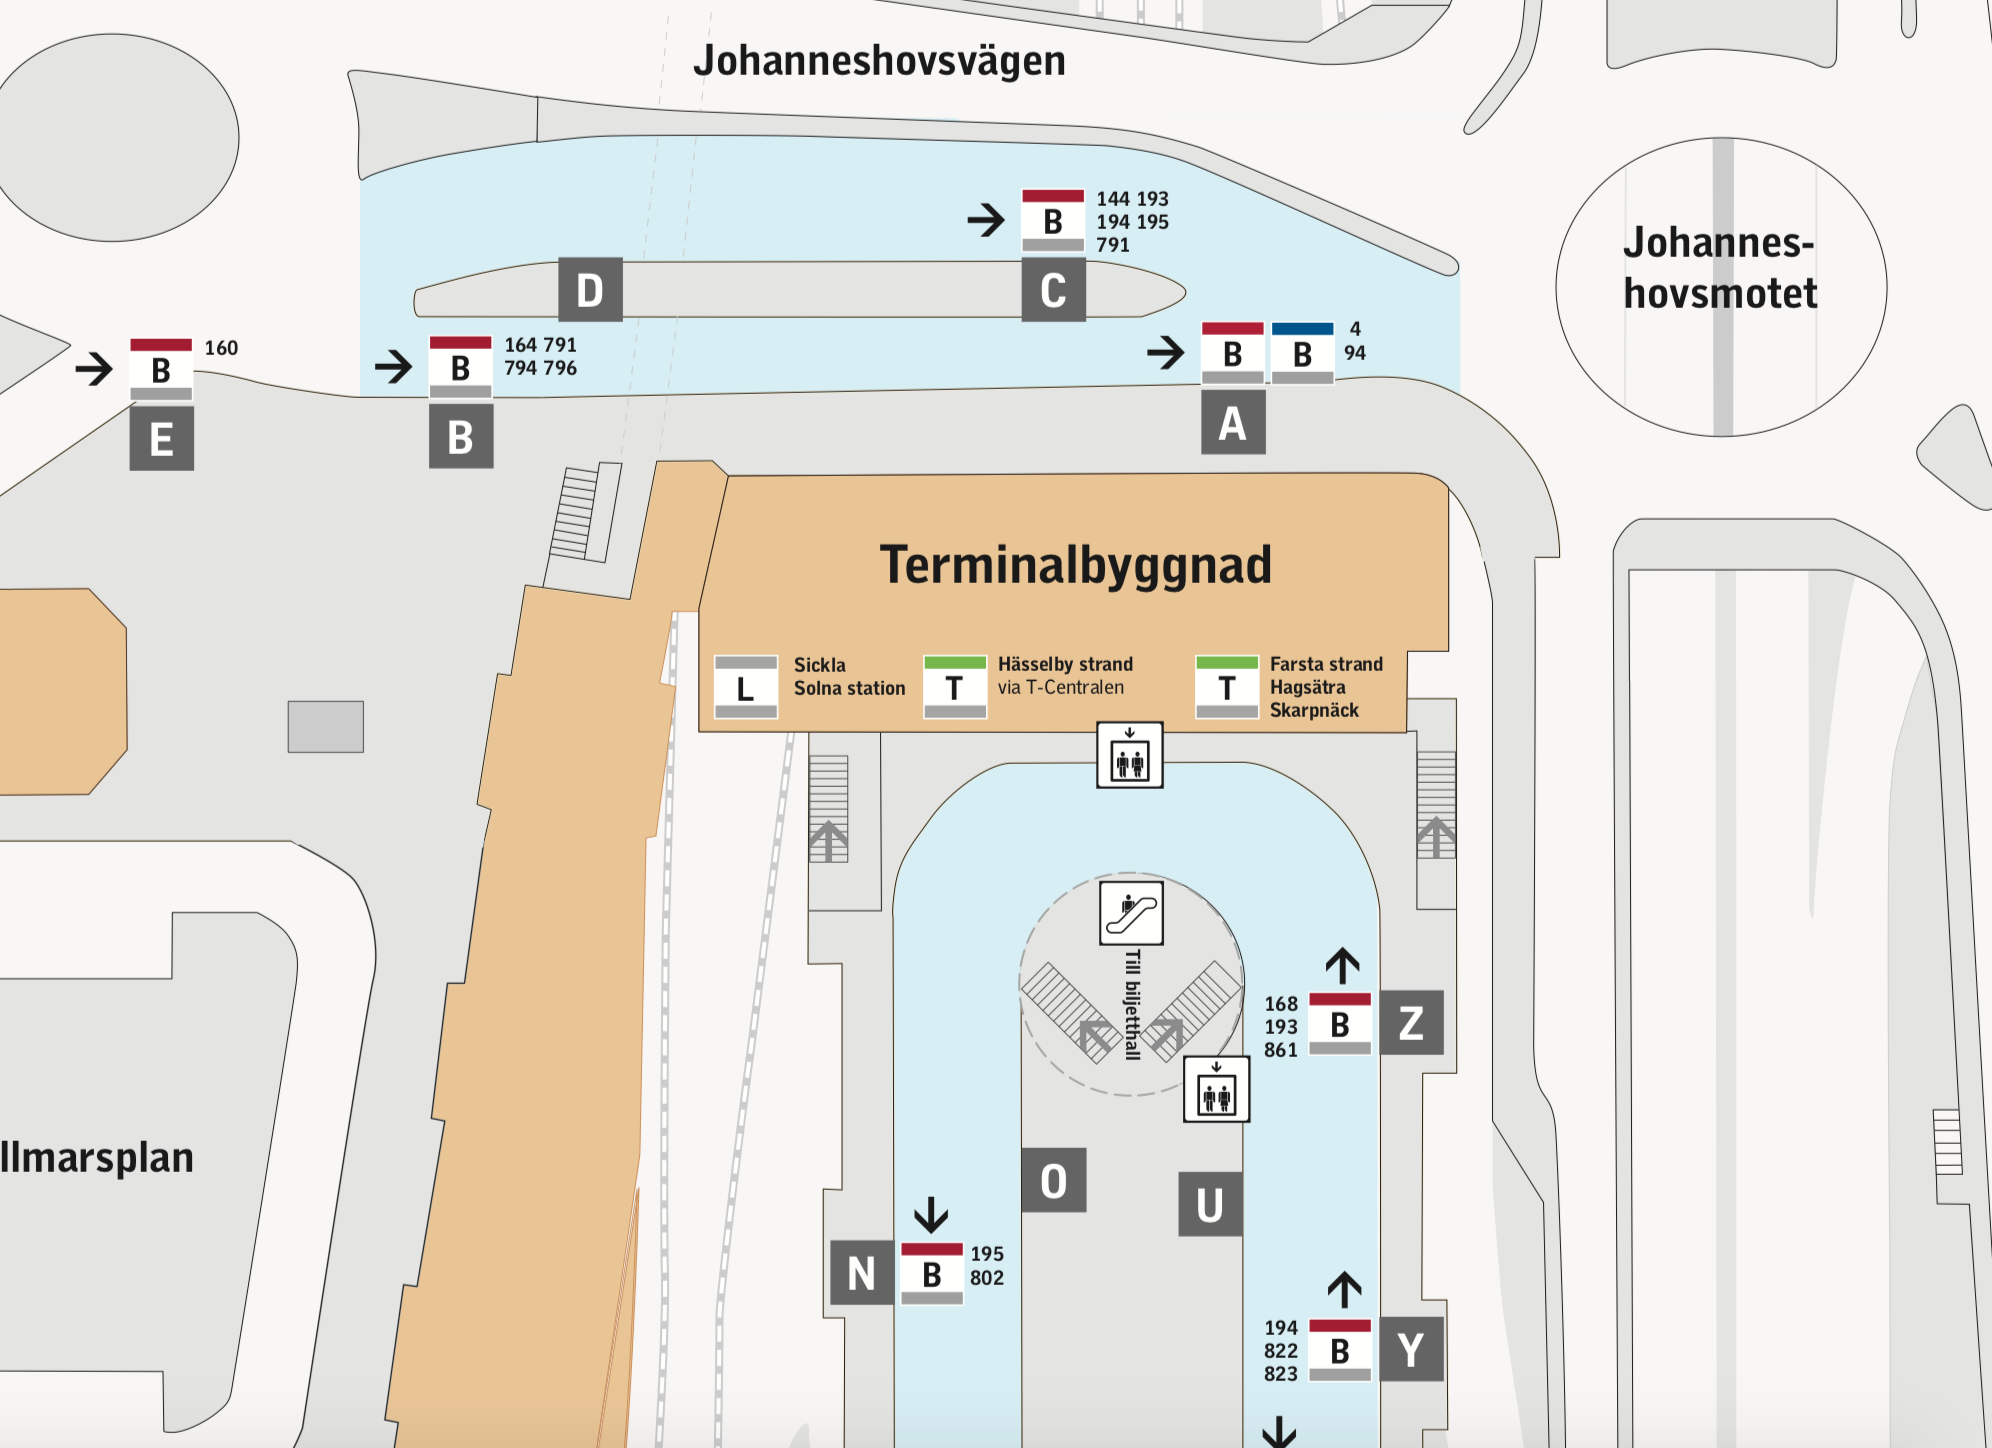 Johanneshovsvägen
B
144 193
194 195
791
Johannes-
hovsmotet
D
C
B
160
B
164 791
794 796
B
B
4
94
E
B
A
Terminalbyggnad
L
Sickla
Solna station
T
Hässelby strand
via T-Centralen
T
Farsta strand
Hagsätra
Skarpnäck
Till biljetthall
168
193
861
B
Z
llmarsplan
O
U
N
B
195
802
194
822
823
B
Y